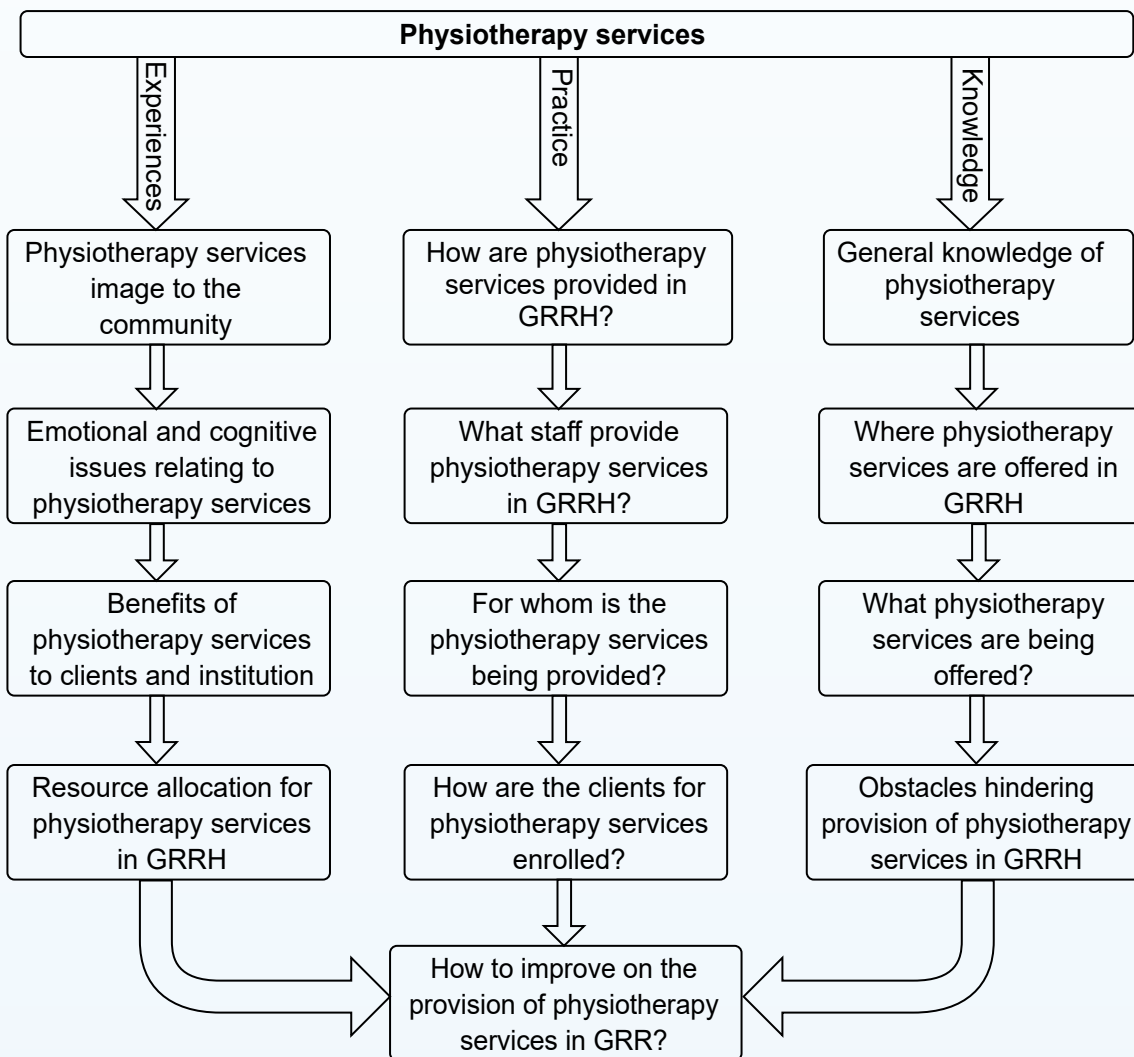 Physiotherapy services
Experiences
Practice
Knowledge
Physiotherapy services
image to the
community
How are physiotherapy
services provided in
GRRH?
General knowledge of
physiotherapy
services
Emotional and cognitive
issues relating to
physiotherapy services
What staff provide
physiotherapy services
in GRRH?
Where physiotherapy
services are offered in
GRRH
Benefits of
physiotherapy services
to clients and institution
For whom is the
physiotherapy services
being provided?
What physiotherapy
services are being
offered?
Resource allocation for
physiotherapy services
in GRRH
How are the clients for
physiotherapy services
enrolled?
Obstacles hindering
provision of physiotherapy
services in GRRH
How to improve on the
provision of physiotherapy
services in GRR?